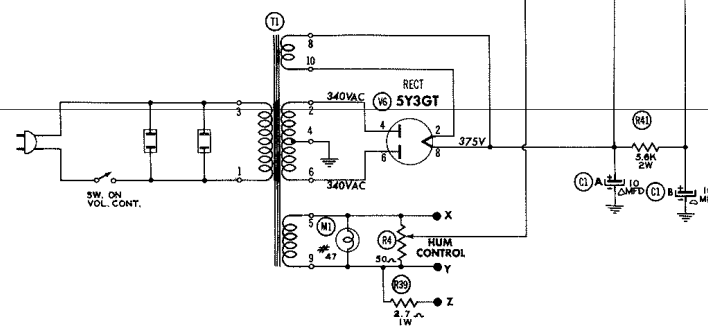 T1
8
10
RECT
V6 5Y3GT
340VAC
3
2
4
4
2
375V
R41
6
8
5.6K
2W
1
6
340VAC
SW. ON
VOL. CONT.
C1 A
10
△MFD
C1 B
5
M1
X
#47
R4
HUM
CONTROL
50Ω
9
Y
R39
Z
2.7Ω
1W